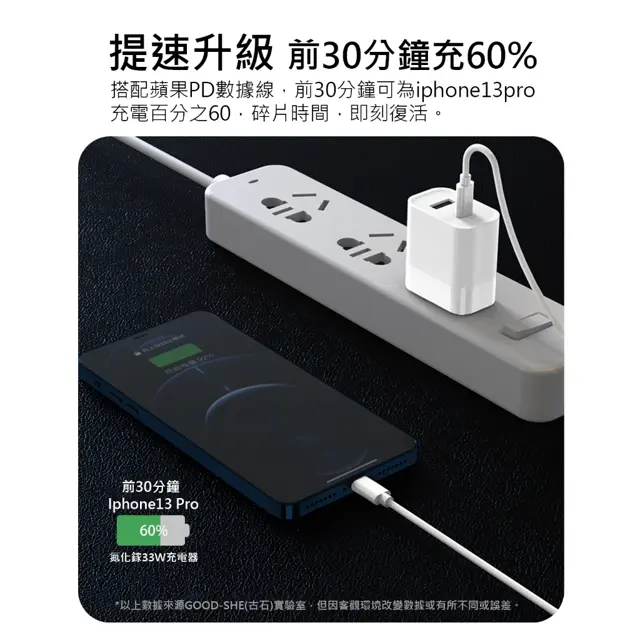 提速升級 前30分鐘充60%
搭配蘋果PD數據線，前30分鐘可為iphone13pro
充電百分之60，碎片時間，即刻復活。
前30分鐘
Iphone13 Pro
60%
氮化鎵33W充電器
*以上數據來源GOOD-SHE(古石)實驗室，但因客觀環境改變數據或有所不同或誤差。